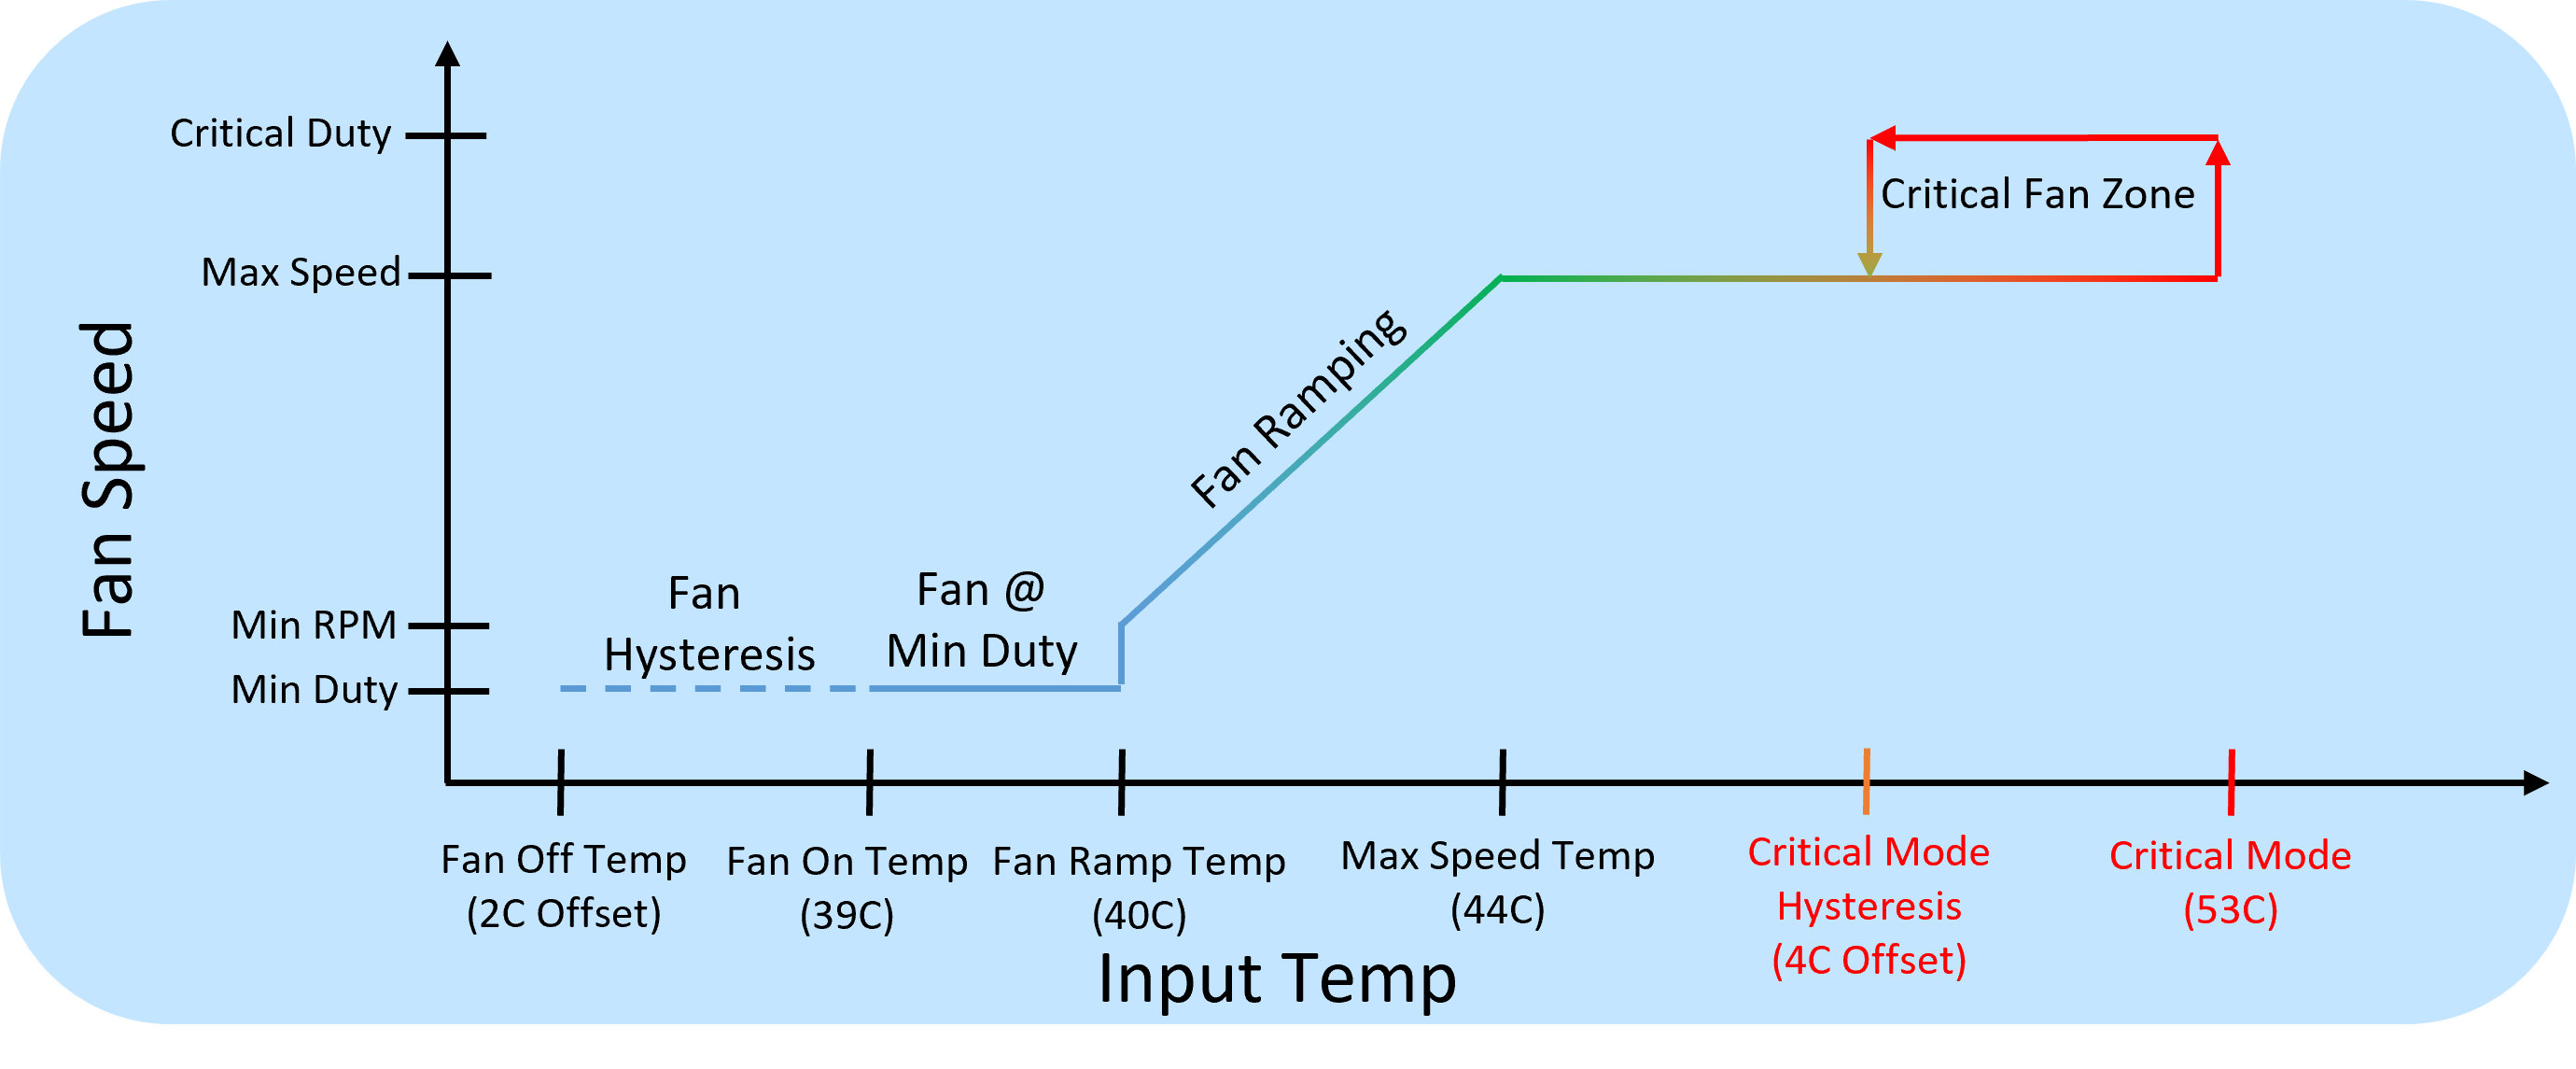 Critical Duty
Critical Fan Zone
Max Speed
Fan Speed
Fan Ramping
Fan
Hysteresis
Fan @
Min Duty
Min RPM
Min Duty
Fan Off Temp
(2C Offset)
Fan On Temp
(39C)
Fan Ramp Temp
(40C)
Max Speed Temp
(44C)
Critical Mode
Hysteresis
(4C Offset)
Critical Mode
(53C)
Input Temp